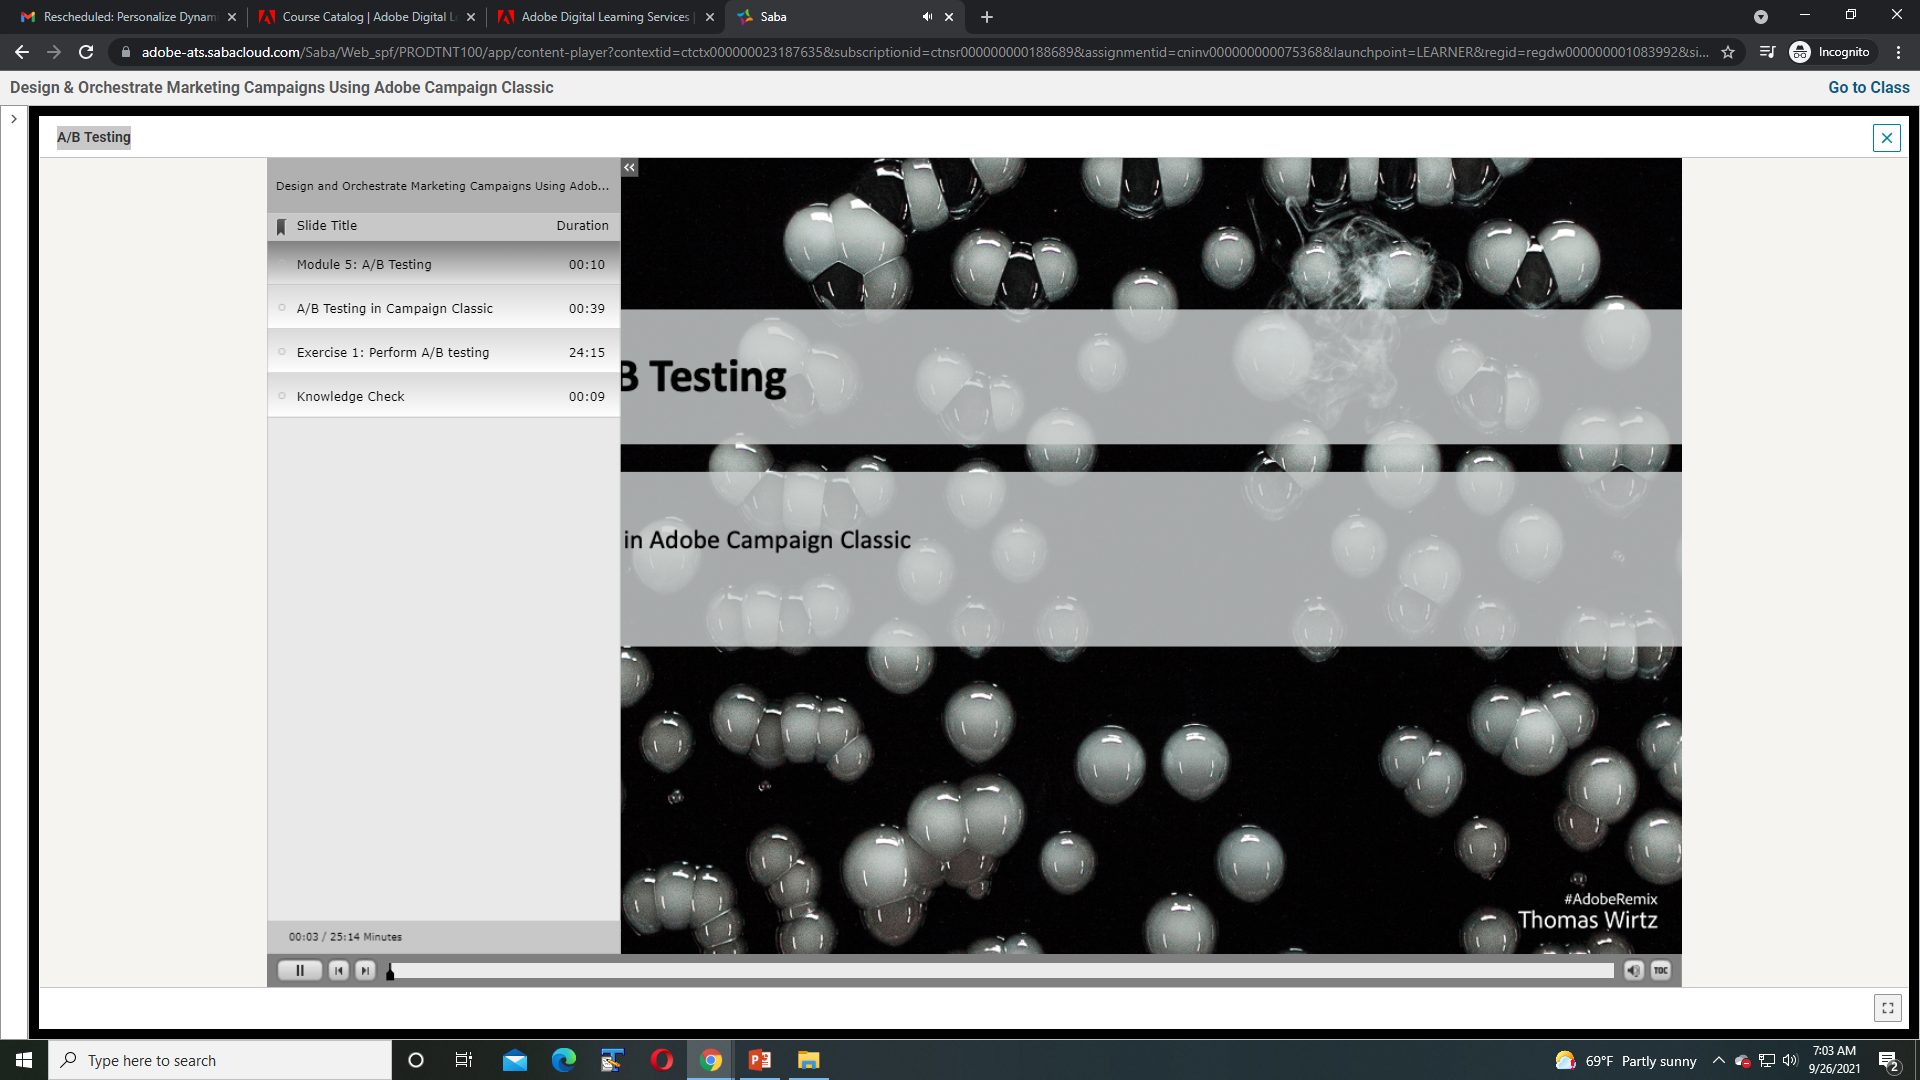 Rescheduled: Personalize Dynam
Course Catalog | Adobe Digital L
Adobe Digital Learning Services |
Saba
adobe-ats.sabacloud.com/Saba/Web_spf/PRODTNT100/app/content-player?contextid=ctctx000000023187635&subscriptionid=ctnsr0000000000188689&assignmentid=cninv000000000075368&launchpoint=LEARNER&regid=regdw000000001083992&si...
Incognito
Design & Orchestrate Marketing Campaigns Using Adobe Campaign Classic
Go to Class
A/B Testing
Design and Orchestrate Marketing Campaigns Using Adob...
Slide Title Duration
Module 5: A/B Testing 00:10
A/B Testing in Campaign Classic 00:39
Exercise 1: Perform A/B testing 24:15
Knowledge Check 00:09
B Testing
in Adobe Campaign Classic
#AdobeRemix
Thomas Wirtz
00:03 / 25:14 Minutes
TOC
Type here to search
69°F Partly sunny
7:03 AM
9/26/2021
2